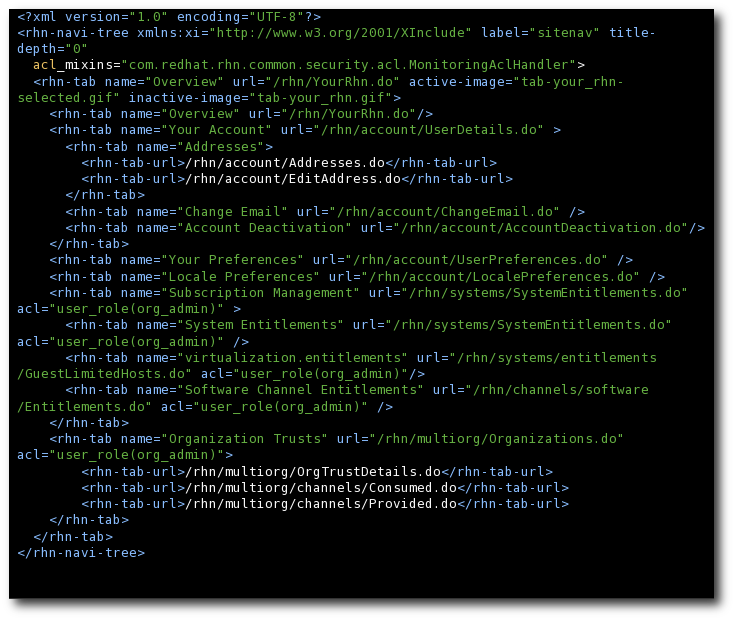 <?xml version="1.0" encoding="UTF-8"?>
<rhn-navi-tree xmlns:xi="http://www.w3.org/2001/XInclude" label="sitenav" title-
depth="0"
  acl_mixins="com.redhat.rhn.common.security.acl.MonitoringAclHandler">
  <rhn-tab name="Overview" url="/rhn/YourRhn.do" active-image="tab-your_rhn-
selected.gif" inactive-image="tab-your_rhn.gif">
    <rhn-tab name="Overview" url="/rhn/YourRhn.do"/>
    <rhn-tab name="Your Account" url="/rhn/account/UserDetails.do" >
      <rhn-tab name="Addresses">
        <rhn-tab-url>/rhn/account/Addresses.do</rhn-tab-url>
        <rhn-tab-url>/rhn/account/EditAddress.do</rhn-tab-url>
      </rhn-tab>
      <rhn-tab name="Change Email" url="/rhn/account/ChangeEmail.do" />
      <rhn-tab name="Account Deactivation" url="/rhn/account/AccountDeactivation.do"/>
    </rhn-tab>
    <rhn-tab name="Your Preferences" url="/rhn/account/UserPreferences.do" />
    <rhn-tab name="Locale Preferences" url="/rhn/account/LocalePreferences.do" />
    <rhn-tab name="Subscription Management" url="/rhn/systems/SystemEntitlements.do"
acl="user_role(org_admin)" >
      <rhn-tab name="System Entitlements" url="/rhn/systems/SystemEntitlements.do"
acl="user_role(org_admin)" />
      <rhn-tab name="virtualization.entitlements" url="/rhn/systems/entitlements
/GuestLimitedHosts.do" acl="user_role(org_admin)"/>
      <rhn-tab name="Software Channel Entitlements" url="/rhn/channels/software
/Entitlements.do" acl="user_role(org_admin)" />
    </rhn-tab>
    <rhn-tab name="Organization Trusts" url="/rhn/multiorg/Organizations.do"
acl="user_role(org_admin)">
        <rhn-tab-url>/rhn/multiorg/OrgTrustDetails.do</rhn-tab-url>
        <rhn-tab-url>/rhn/multiorg/channels/Consumed.do</rhn-tab-url>
        <rhn-tab-url>/rhn/multiorg/channels/Provided.do</rhn-tab-url>
    </rhn-tab>
  </rhn-tab>
</rhn-navi-tree>